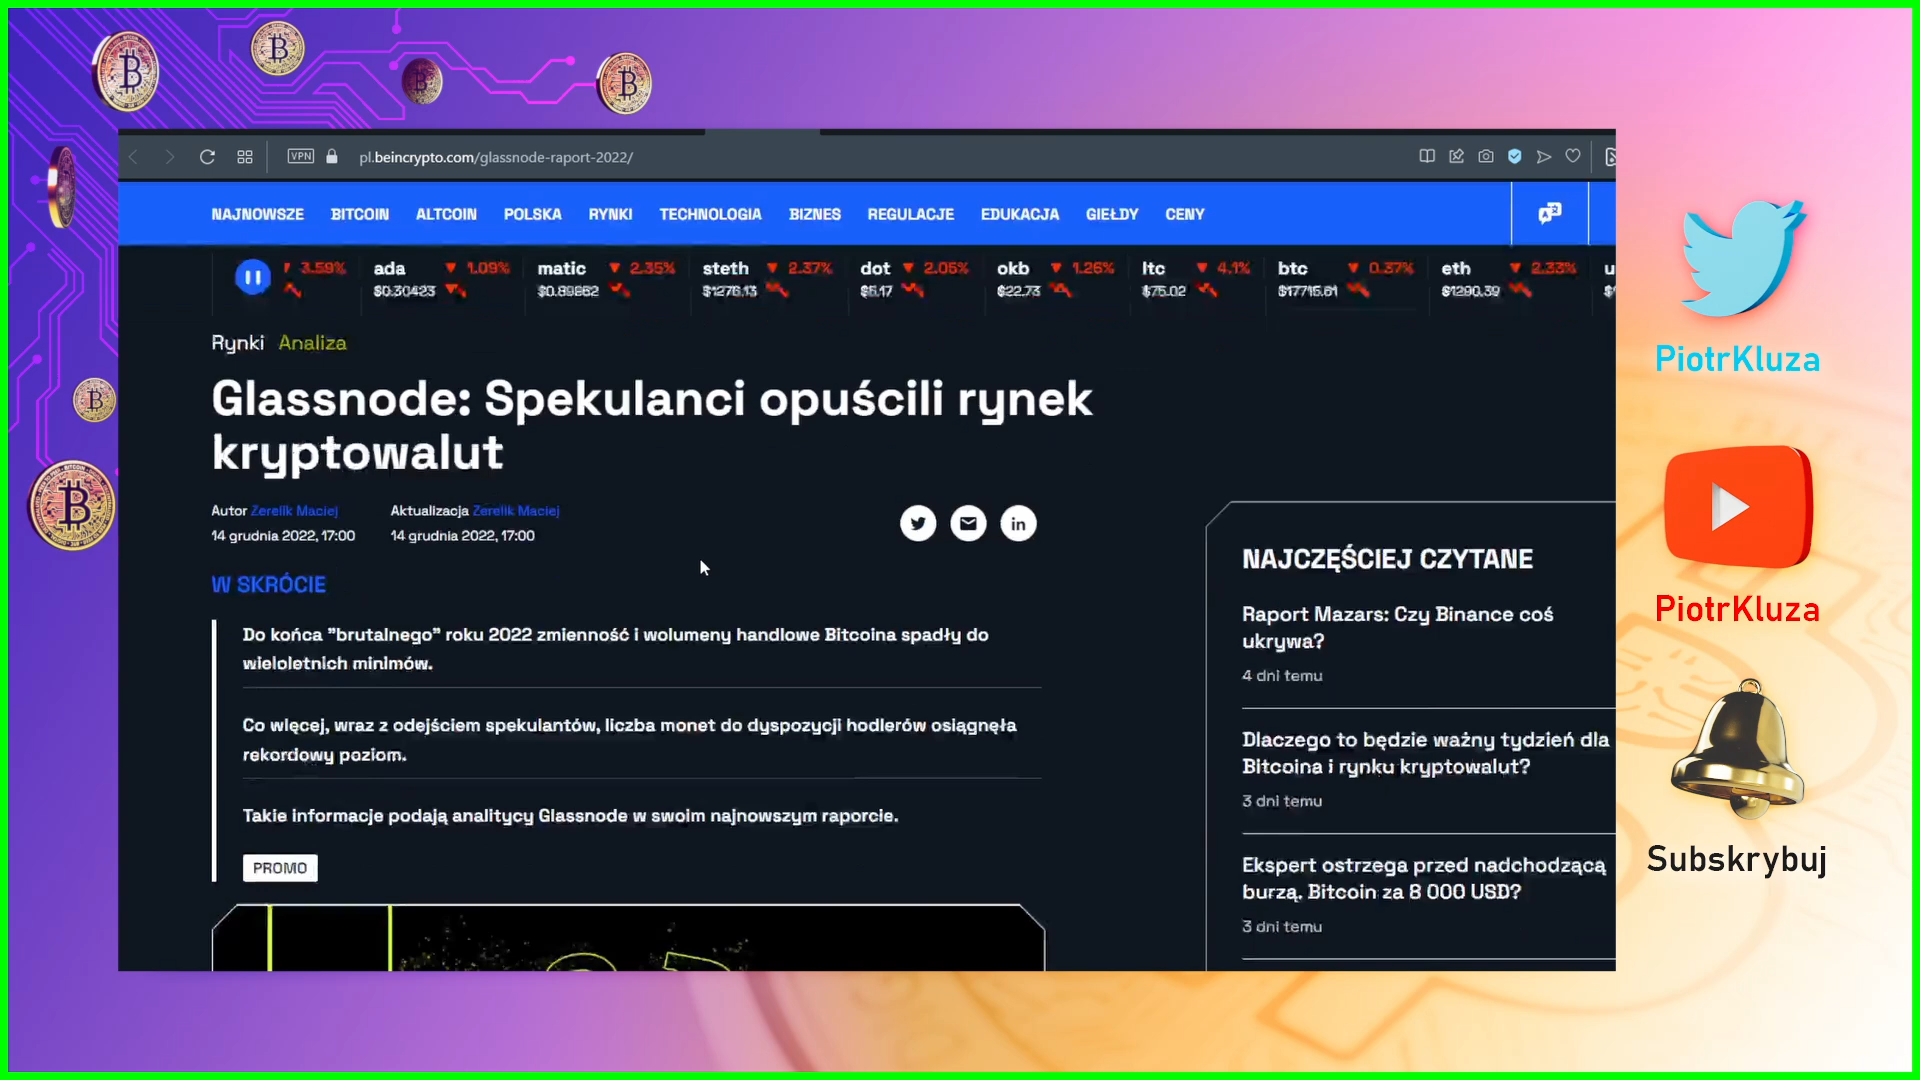 VPN pl.beincrypto.com/glassnode-raport-2022/
NAJNOWSZE BITCOIN ALTCOIN POLSKA RYNKI TECHNOLOGIA BIZNES REGULACJE EDUKACJA GIEŁDY CENY
3.59% ada 1.09% matic 2.35% steth 2.37% dot 2.05% okb 1.26% ltc 4.1% btc 0.37% eth 2.33%
$0.30423 $0.89862 $1276.13 $5.17 $22.73 $75.02 $17715.61 $1290.39
Rynki Analiza
Glassnode: Spekulanci opuścili rynek
kryptowalut
Autor Zerelik Maciej Aktualizacja Zerelik Maciej
14 grudnia 2022, 17:00 14 grudnia 2022, 17:00
W SKRÓCIE
Do końca "brutalnego" roku 2022 zmienność i wolumeny handlowe Bitcoina spadły do
wieloletnich minimów.
Co więcej, wraz z odejściem spekulantów, liczba monet do dyspozycji hodlerów osiągnęła
rekordowy poziom.
Takie informacje podają analitycy Glassnode w swoim najnowszym raporcie.
PROMO
NAJCZĘŚCIEJ CZYTANE
Raport Mazars: Czy Binance coś
ukrywa?
4 dni temu
Dlaczego to będzie ważny tydzień dla
Bitcoina i rynku kryptowalut?
3 dni temu
Ekspert ostrzega przed nadchodzącą
burzą. Bitcoin za 8 000 USD?
3 dni temu
PiotrKluza
PiotrKluza
Subskrybuj